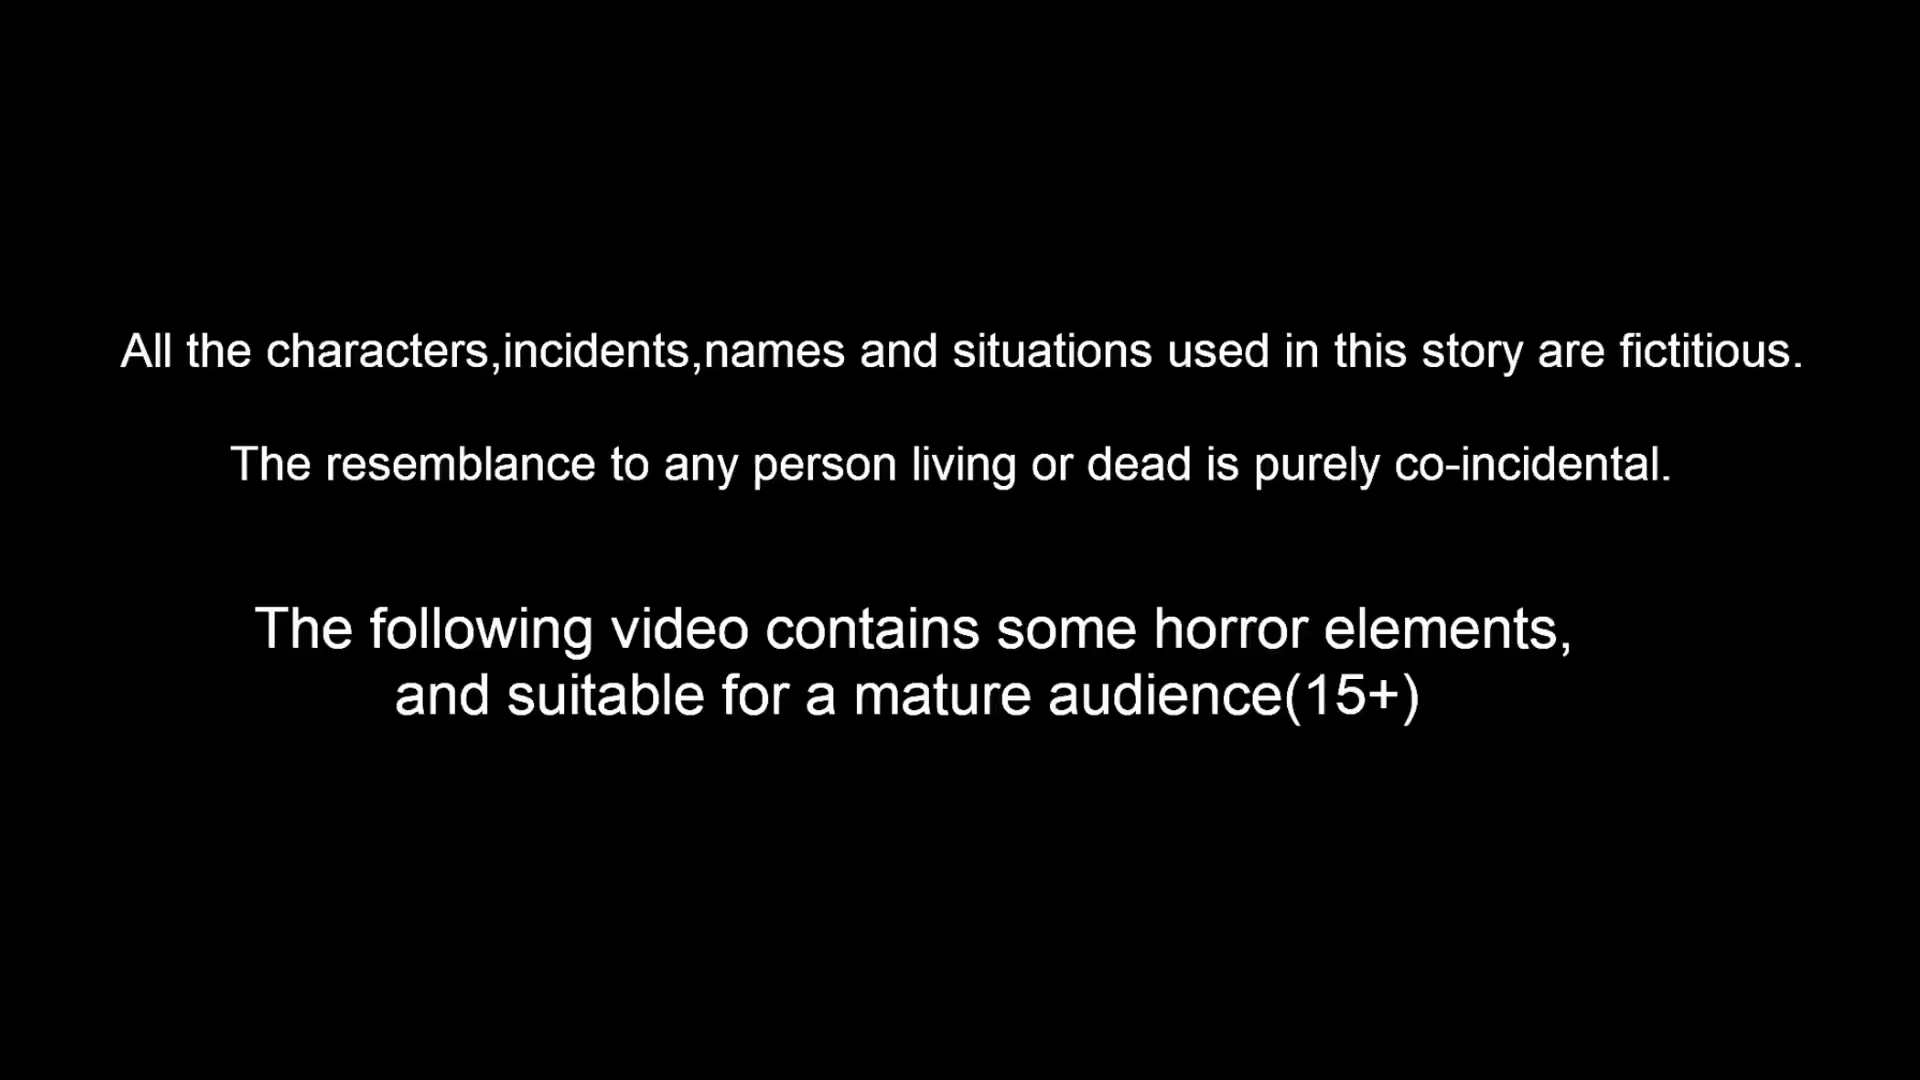 All the characters,incidents,names and situations used in this story are fictitious.
The resemblance to any person living or dead is purely co-incidental.
The following video contains some horror elements,
and suitable for a mature audience(15+)